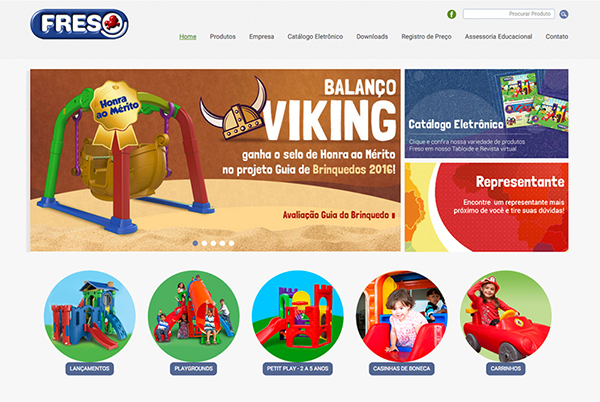 FRESO
f
Procurar Produto
Home Produtos Empresa Catálogo Eletrônico Downloads Registro de Preço Assessoria Educacional Contato
Honra
ao Mérito
BALANÇO
VIKING
ganha o selo de Honra ao Mérito
no projeto Guia de Brinquedos 2016!
Avaliação Guia do Brinquedo
Catálogo Eletrônico
Clique e confira nossa variedade de produtos
Freso em nosso Tabloide e Revista virtual
Representante
Encontre um representante mais
próximo de você e tire suas dúvidas!
LANÇAMENTOS
PLAYGROUNDS
PETIT PLAY - 2 A 5 ANOS
CASINHAS DE BONECA
CARRINHOS